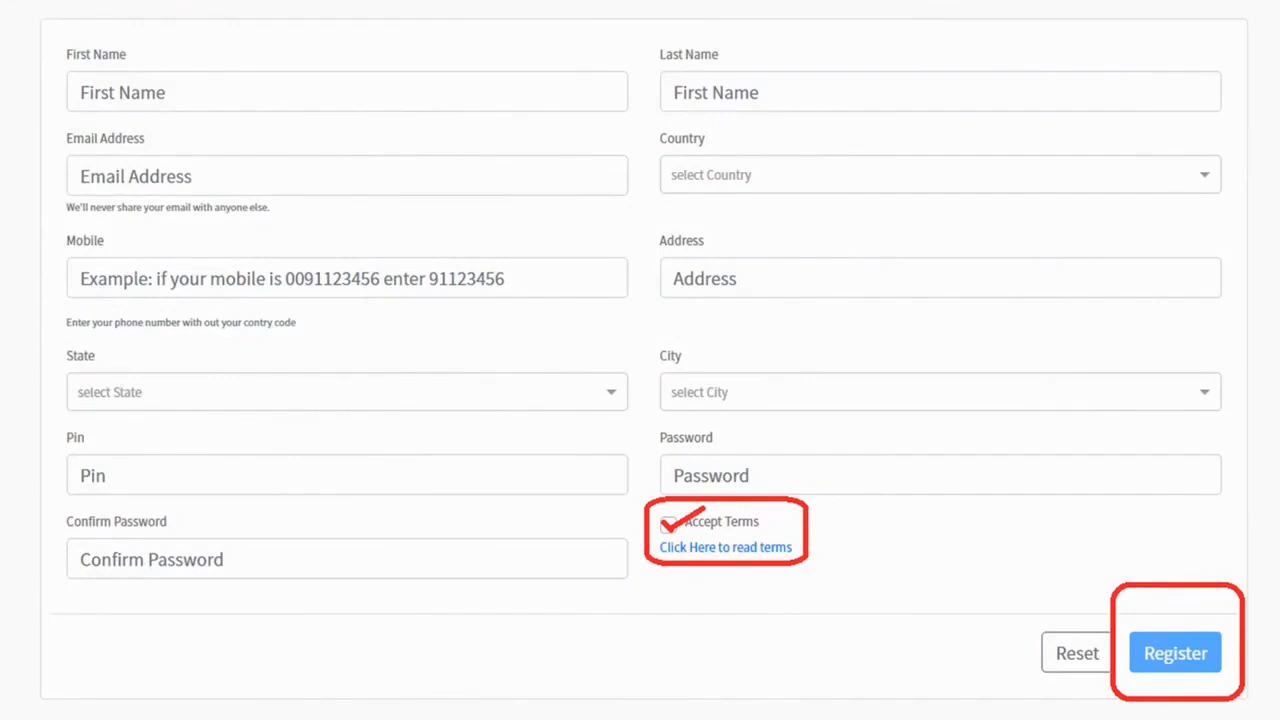 First Name
Last Name
First Name
First Name
Email Address
Country
Email Address
select Country
We'll never share your email with anyone else.
Mobile
Address
Example: if your mobile is 0091123456 enter 91123456
Address
Enter your phone number with out your contry code
State
City
select State
select City
Pin
Password
Pin
Password
Confirm Password
Accept Terms
Confirm Password
Click Here to read terms
Reset
Register